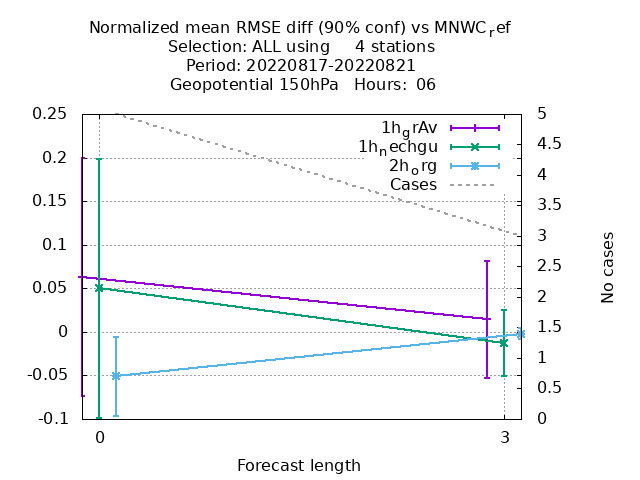 Normalized mean RMSE diff (90% conf) vs MNWC_ref
Selection: ALL using 4 stations
Period: 20220817-20220821
Geopotential 150hPa Hours: 06
0.25
0.2
0.15
0.1
0.05
0
-0.05
-0.1
1h_grAv
1h_nechgu
2h_org
Cases
5
4.5
4
3.5
3
2.5
2
1.5
1
0.5
0
No cases
0
3
Forecast length